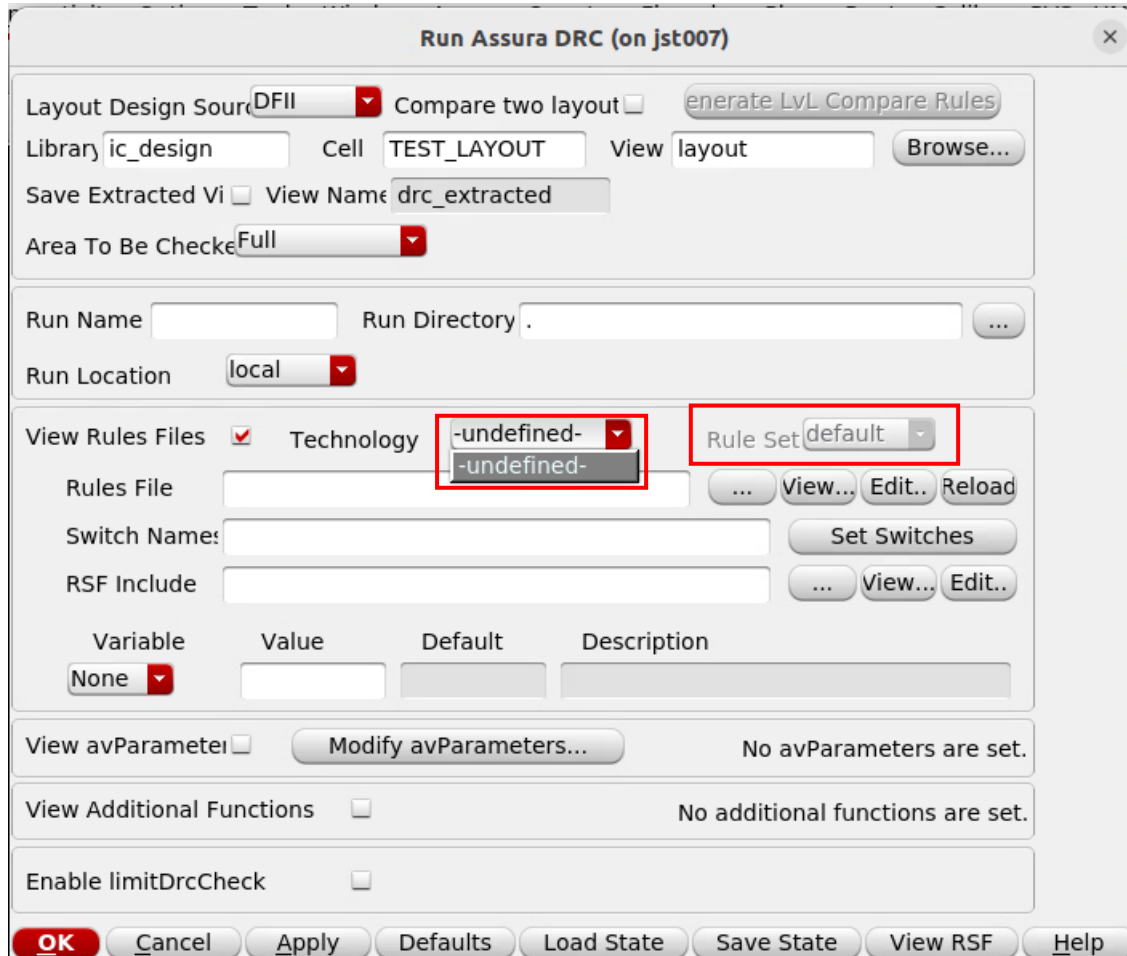 Run Assura DRC (on jst007)
Layout Design Sourc DFII Compare two layout enerate LvL Compare Rules
Library ic_design Cell TEST_LAYOUT View layout Browse...
Save Extracted Vi View Name drc_extracted
Area To Be Checke Full
Run Name Run Directory . ...
Run Location local
View Rules Files Technology -undefined- Rule Set default
-undefined-
Rules File ... View... Edit.. Reload
Switch Names Set Switches
RSF Include ... View... Edit..
Variable Value Default Description
None
View avParameter Modify avParameters... No avParameters are set.
View Additional Functions No additional functions are set.
Enable limitDrcCheck
OK Cancel Apply Defaults Load State Save State View RSF Help